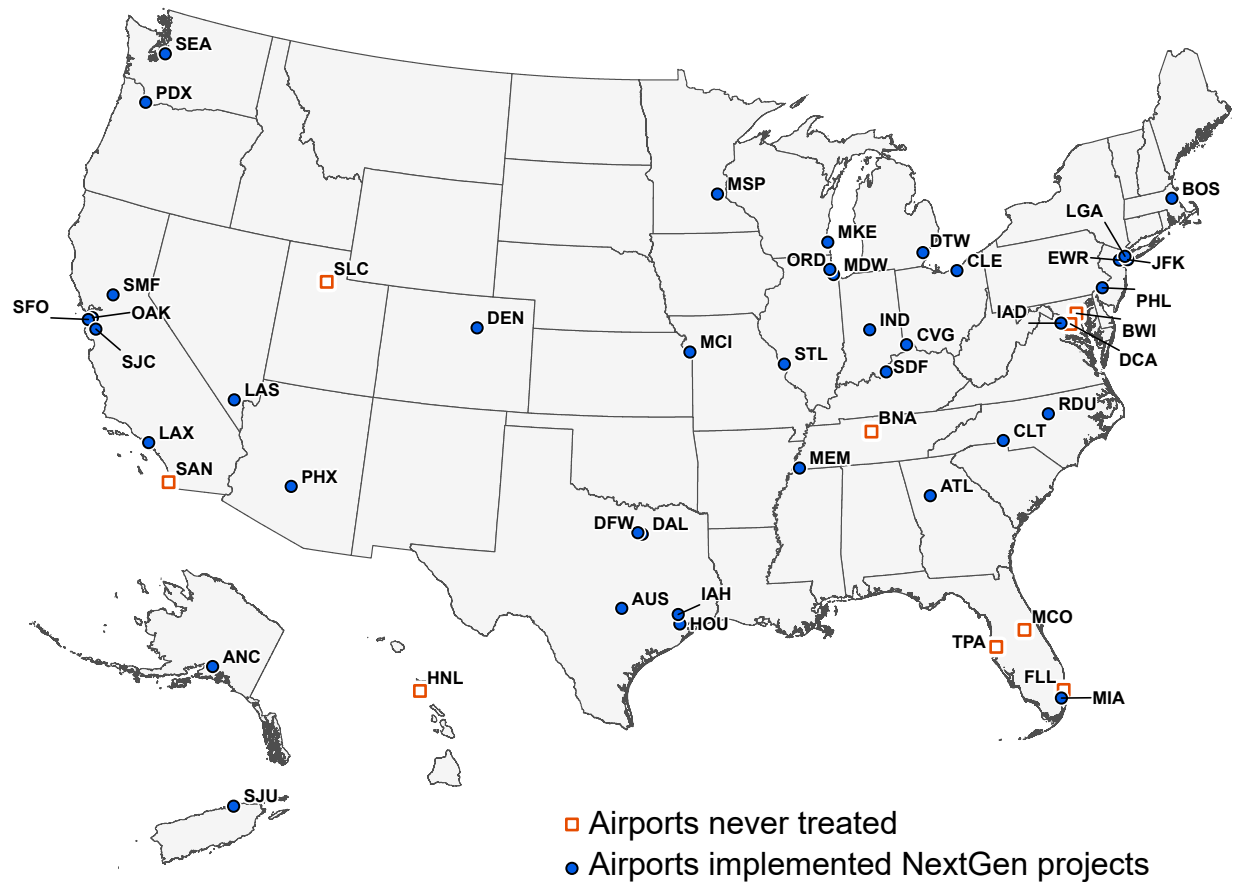 SEA
PDX
MSP
BOS
LGA
MKE
DTW
EWR
JFK
ORD
MDW
CLE
SLC
SMF
PHL
SFO
OAK
IAD
DEN
IND
BWI
SJC
MCI
STL
CVG
DCA
SDF
LAS
RDU
BNA
LAX
CLT
MEM
SAN
PHX
ATL
DFW
DAL
AUS
IAH
HOU
MCO
TPA
ANC
HNL
FLL
MIA
SJU
Airports never treated
Airports implemented NextGen projects